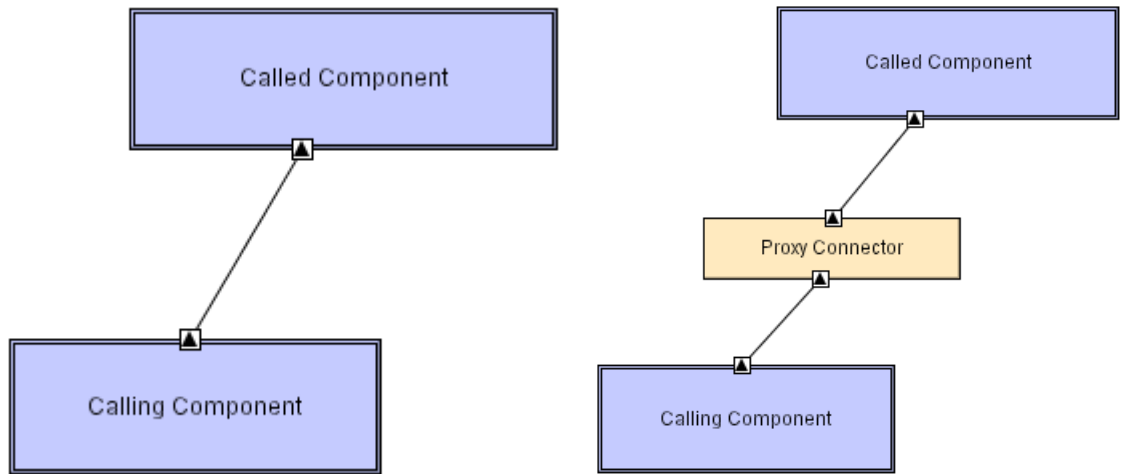 Called Component
Calling Component
Called Component
Proxy Connector
Calling Component